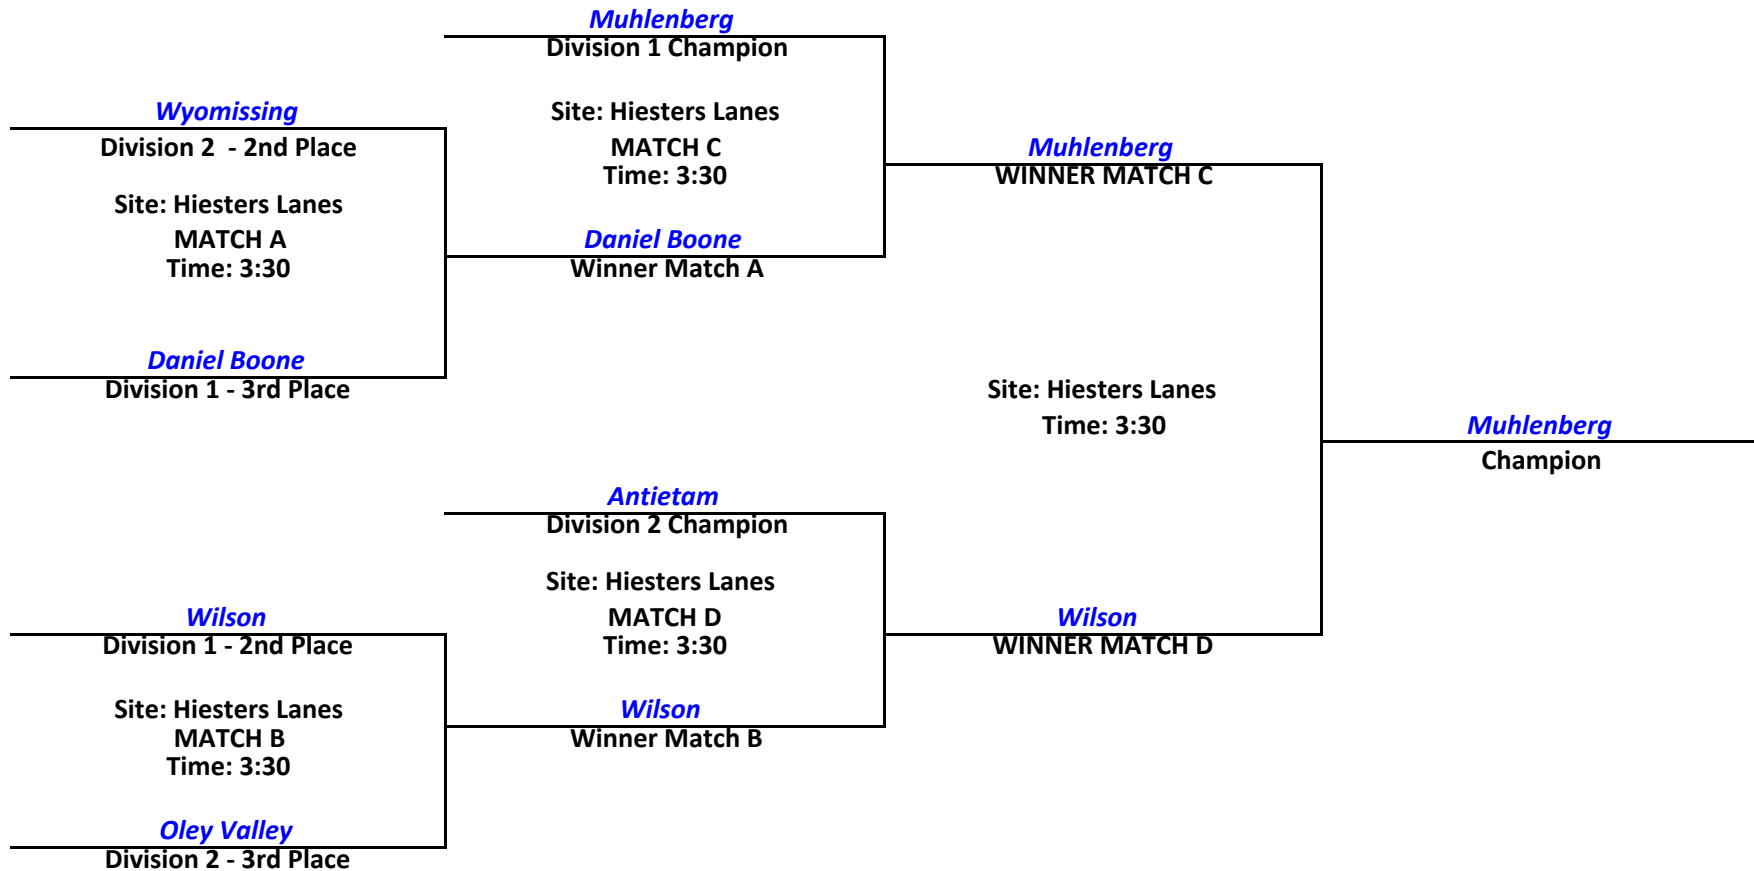 Muhlenberg
Division 1 Champion
Wyomissing
Division 2  - 2nd Place
Site: Hiesters Lanes
MATCH A
Time: 3:30
Daniel Boone
Division 1 - 3rd Place
Site: Hiesters Lanes
MATCH C
Time: 3:30
Daniel Boone
Winner Match A
Muhlenberg
WINNER MATCH C
Site: Hiesters Lanes
Time: 3:30
Muhlenberg
Champion
Antietam
Division 2 Champion
Site: Hiesters Lanes
MATCH D
Time: 3:30
Wilson
Division 1 - 2nd Place
Site: Hiesters Lanes
MATCH B
Time: 3:30
Oley Valley
Division 2 - 3rd Place
Wilson
Winner Match B
Wilson
WINNER MATCH D